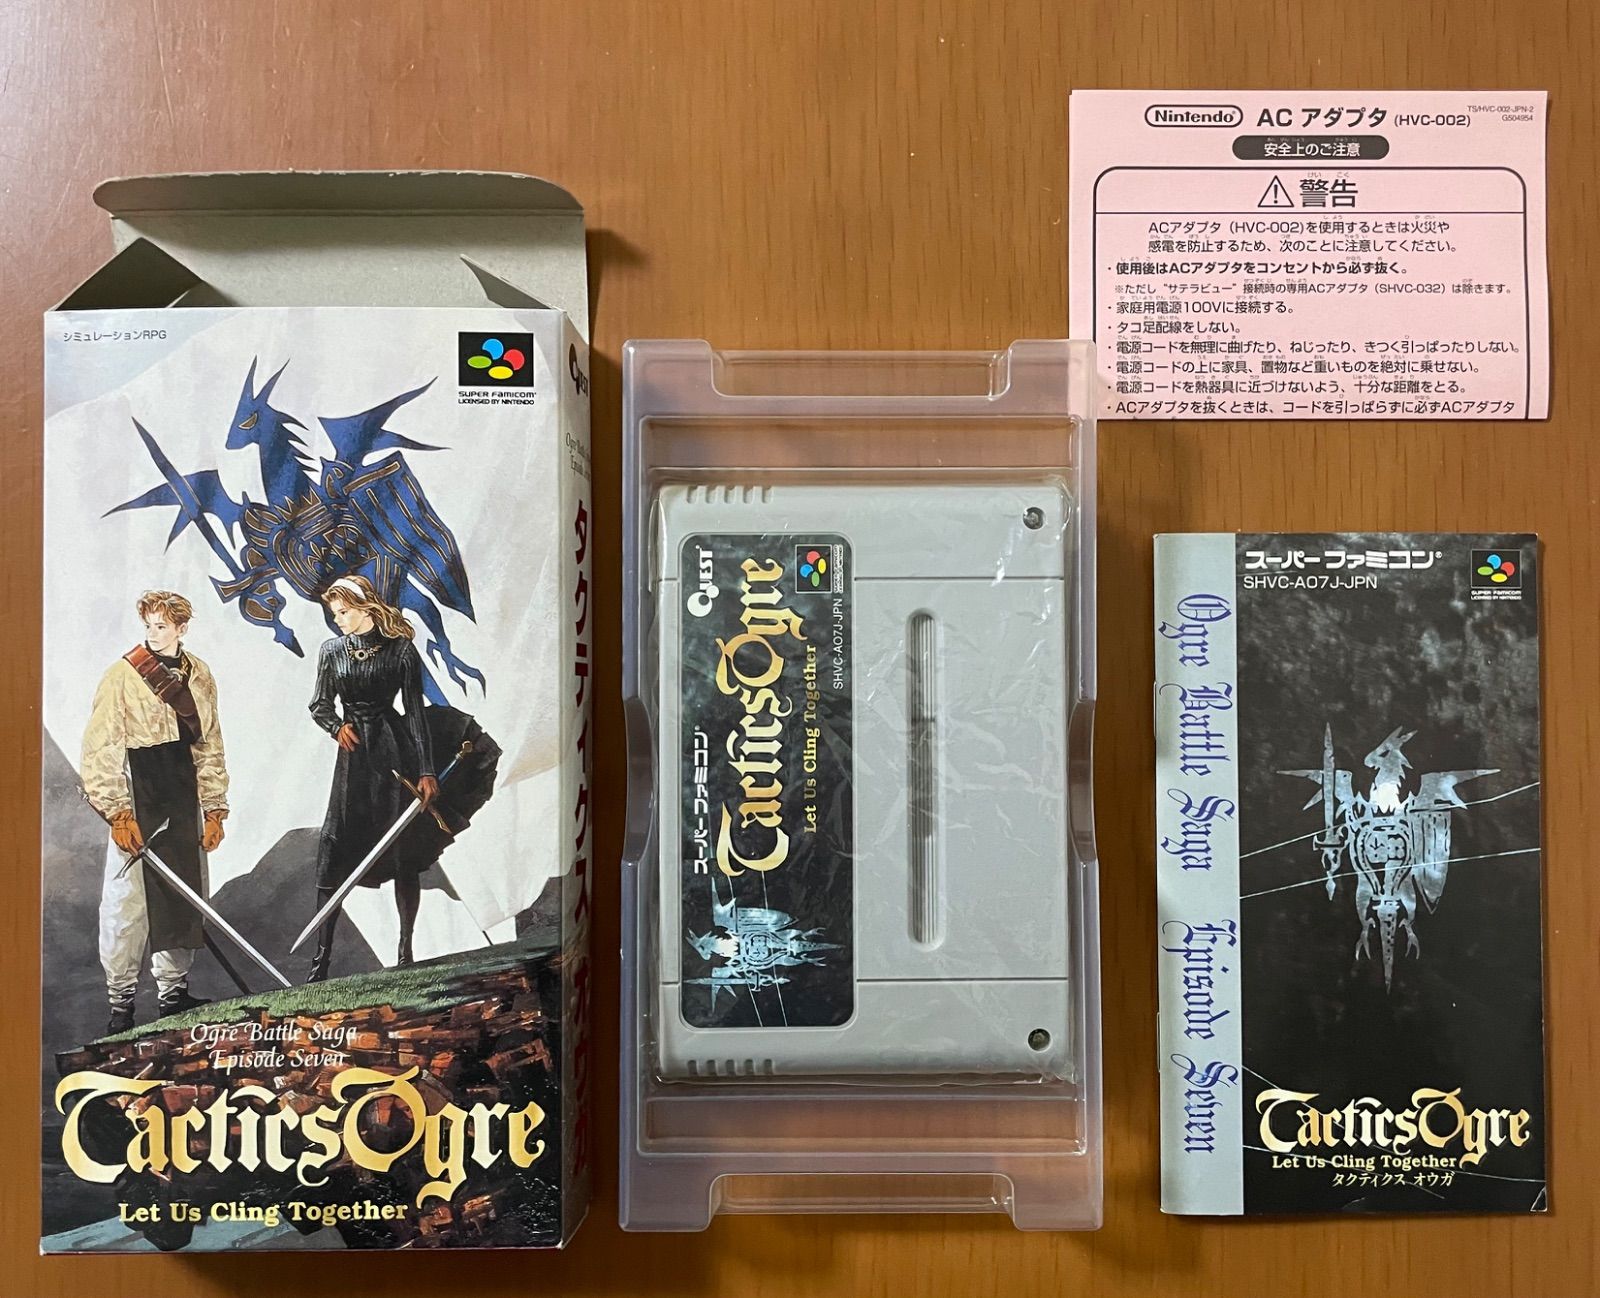 シミュレーションRPG
SUPER FAMICOM
LICENSED BY NINTENDO
Ogre Battle Saga
Episode Seven
Tactics Ogre
Let Us Cling Together
QUEST
タクティクス オウガ
QUEST
Tactics Ogre
Let Us Cling Together
スーパーファミコン®
SHVC-A07J-JPN
Nintendo ACアダプタ(HVC-002)
TS/HVC-002-JPN-2
G504954
安全上のご注意
警告
ACアダプタ(HVC-002)を使用するときは火災や
感電を防止するため、次のことに注意してください。
・使用後はACアダプタをコンセントから必ず抜く。
※ただし“サテラビュー”接続時の専用ACアダプタ(SHVC-032)は除きます。
・家庭用電源100Vに接続する。
・タコ足配線をしない。
・電源コードを無理に曲げたり、ねじったり、きつく引っぱったりしない。
・電源コードの上に家具、置物など重いものを絶対に乗せない。
・電源コードを熱器具に近づけないよう、十分な距離をとる。
・ACアダプタを抜くときは、コードを引っぱらずに必ずACアダプタ
スーパーファミコン®
SHVC-A07J-JPN
SUPER FAMICOM
LICENSED BY NINTENDO
Ogre Battle Saga Episode Seven
Tactics Ogre
Let Us Cling Together
タクティクス オウガ